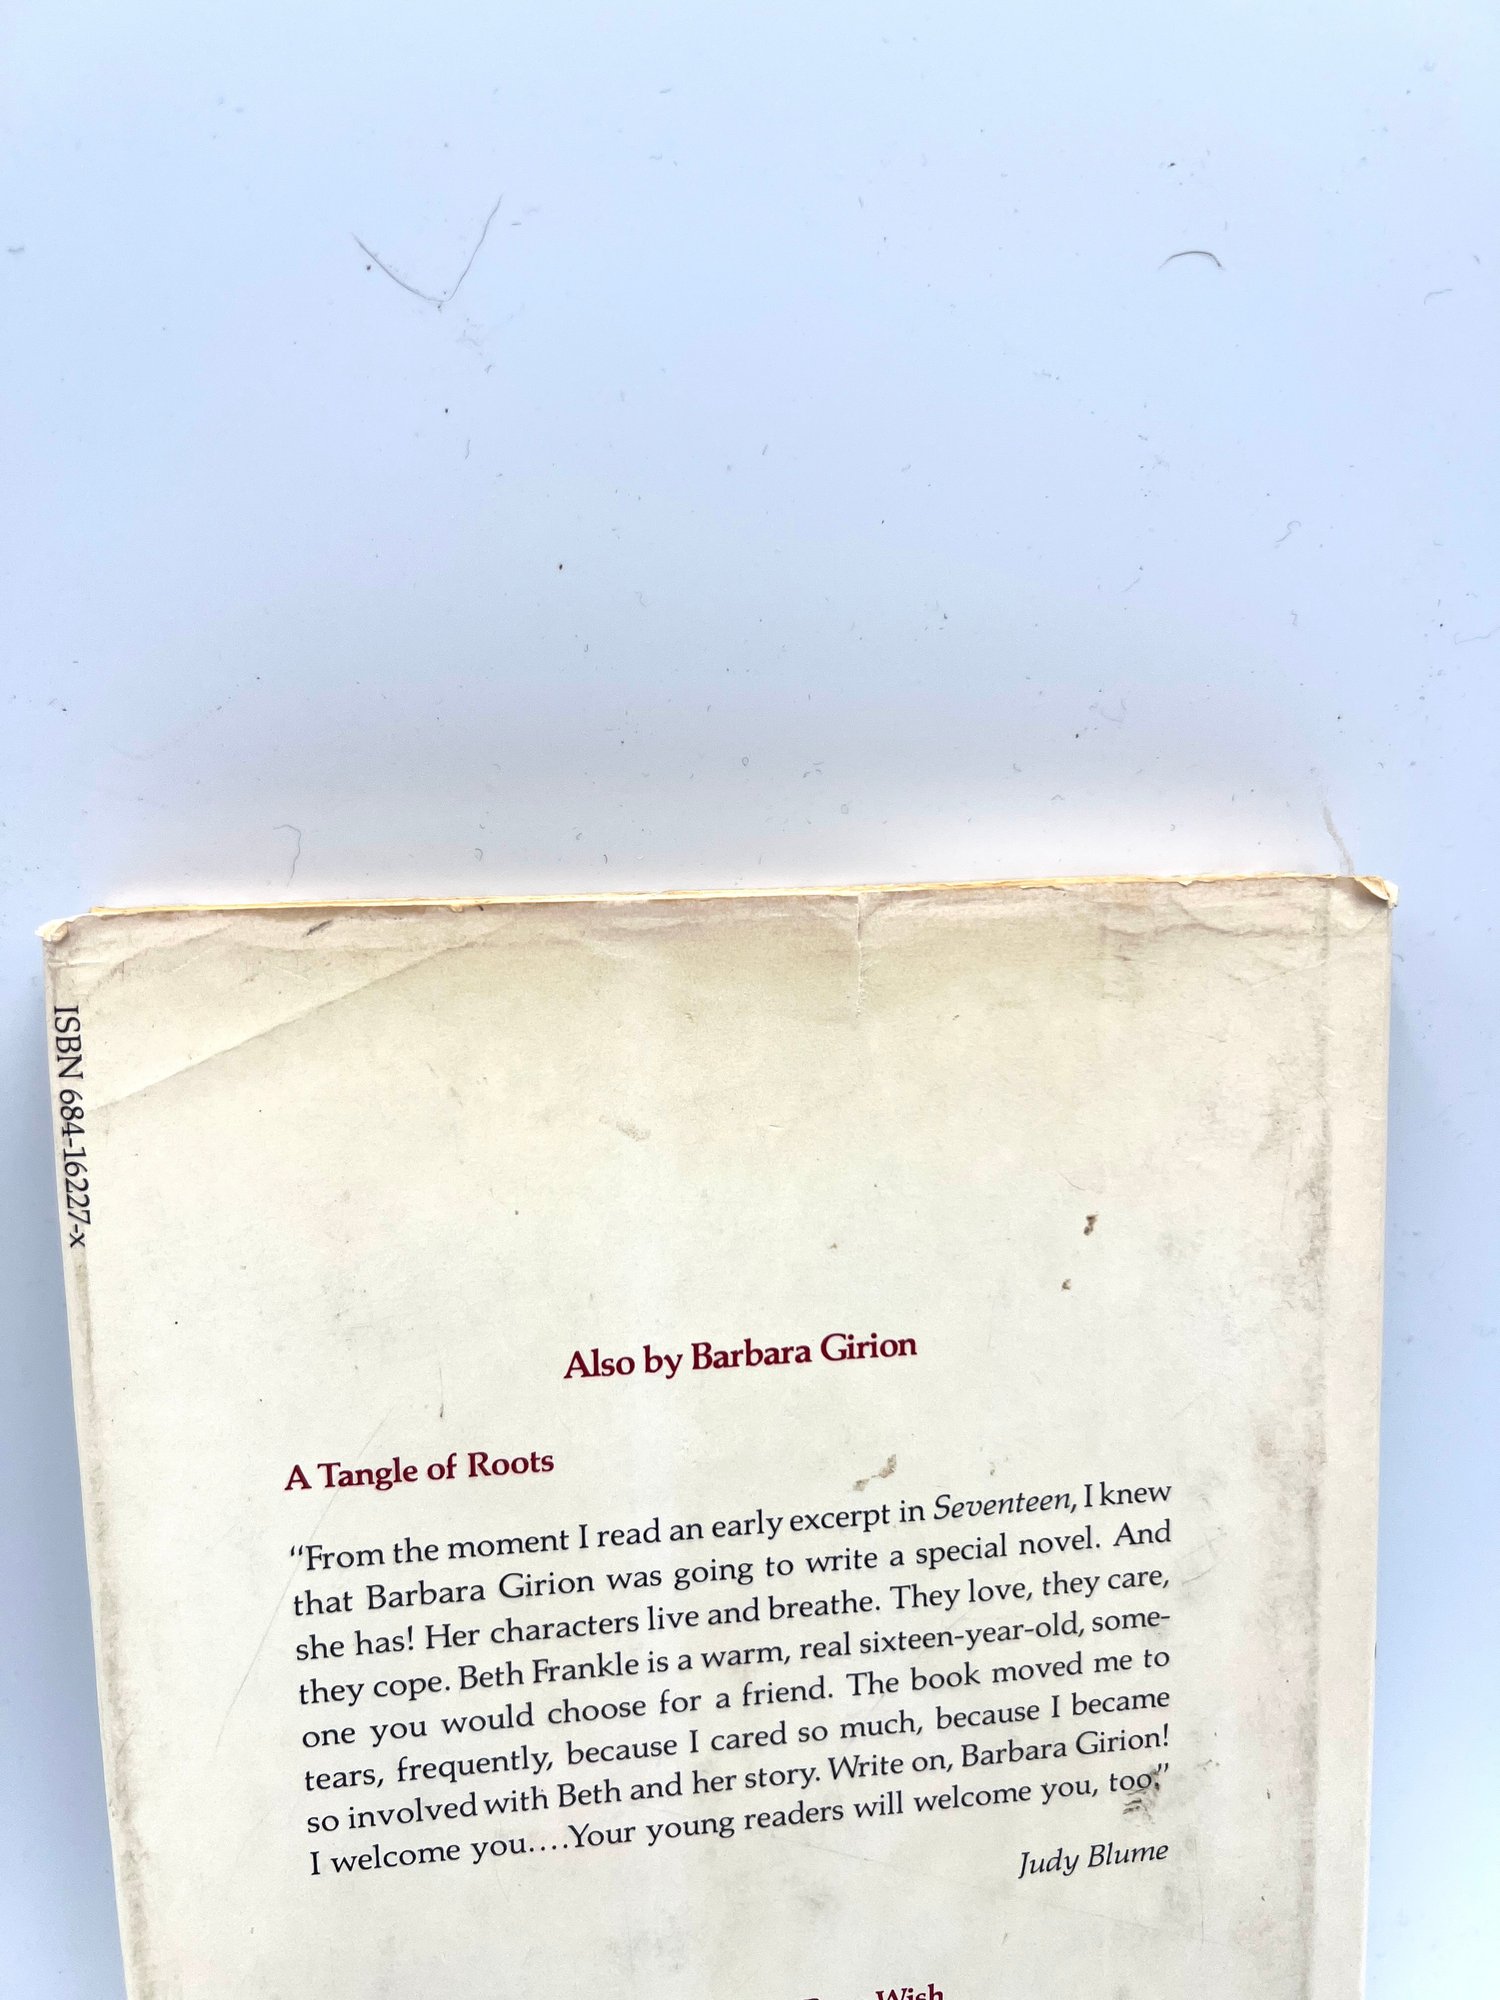 ISBN 684-16227-x
Also by Barbara Girion
A Tangle of Roots
“From the moment I read an early excerpt in Seventeen, I knew
that Barbara Girion was going to write a special novel. And
she has! Her characters live and breathe. They love, they care,
they cope. Beth Frankle is a warm, real sixteen-year-old, some-
one you would choose for a friend. The book moved me to
tears, frequently, because I cared so much, because I became
so involved with Beth and her story. Write on, Barbara Girion!
I welcome you....Your young readers will welcome you, too.”
Judy Blume
Wish